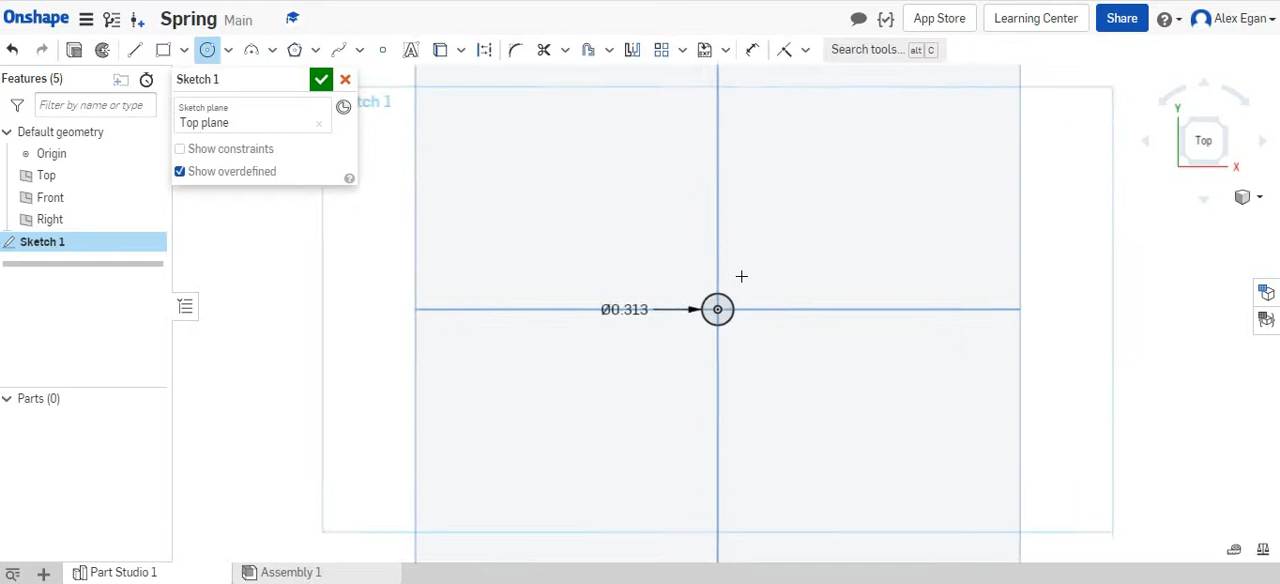 Onshape
Spring Main
App Store
Learning Center
Share
Alex Egan
Search tools... alt C
Features (5)
Filter by name or type
Default geometry
Origin
Top
Front
Right
Sketch 1
Parts (0)
Sketch 1
Sketch plane
Top plane
Show constraints
Show overdefined
tch 1
Ø0.313
Y
Top
X
Part Studio 1
Assembly 1